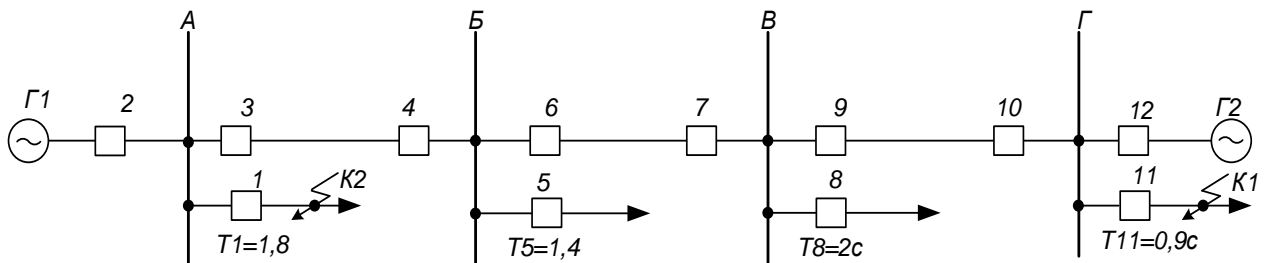 А Б В Г
Г1 2 3 4 6 7 9 10 12 Г2
1 К2 5 8 11 К1
Т1=1,8 Т5=1,4 Т8=2с Т11=0,9с